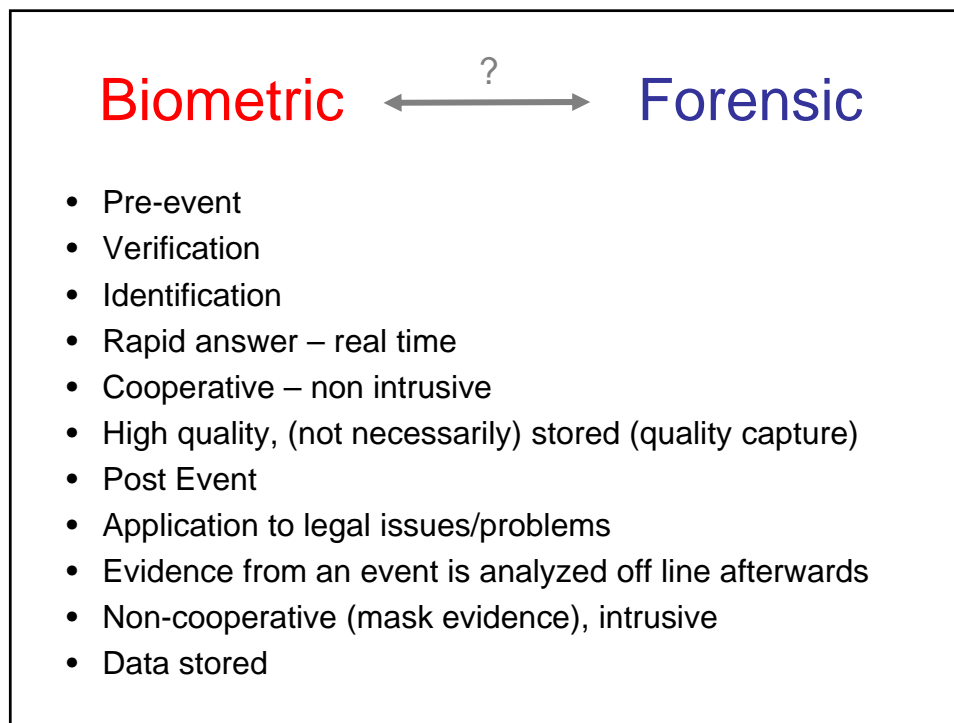 Biometric ? Forensic
• Pre-event
• Verification
• Identification
• Rapid answer – real time
• Cooperative – non intrusive
• High quality, (not necessarily) stored (quality capture)
• Post Event
• Application to legal issues/problems
• Evidence from an event is analyzed off line afterwards
• Non-cooperative (mask evidence), intrusive
• Data stored